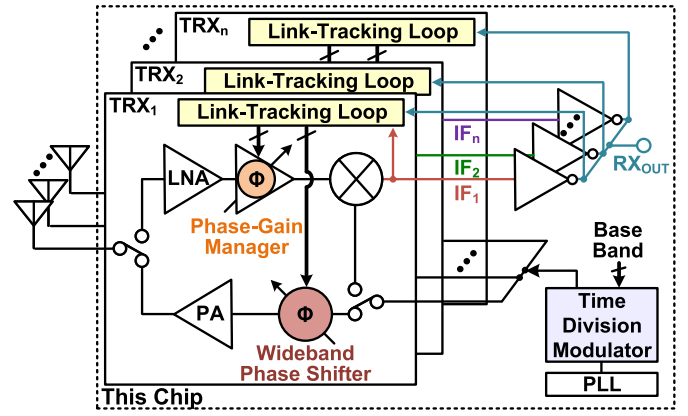 TRXn
Link-Tracking Loop
TRX2
Link-Tracking Loop
TRX1
Link-Tracking Loop
IFn
IF2
IF1
RXOUT
LNA
Φ
Phase-Gain
Manager
Base
Band
PA
Φ
Wideband
Phase Shifter
Time
Division
Modulator
PLL
This Chip